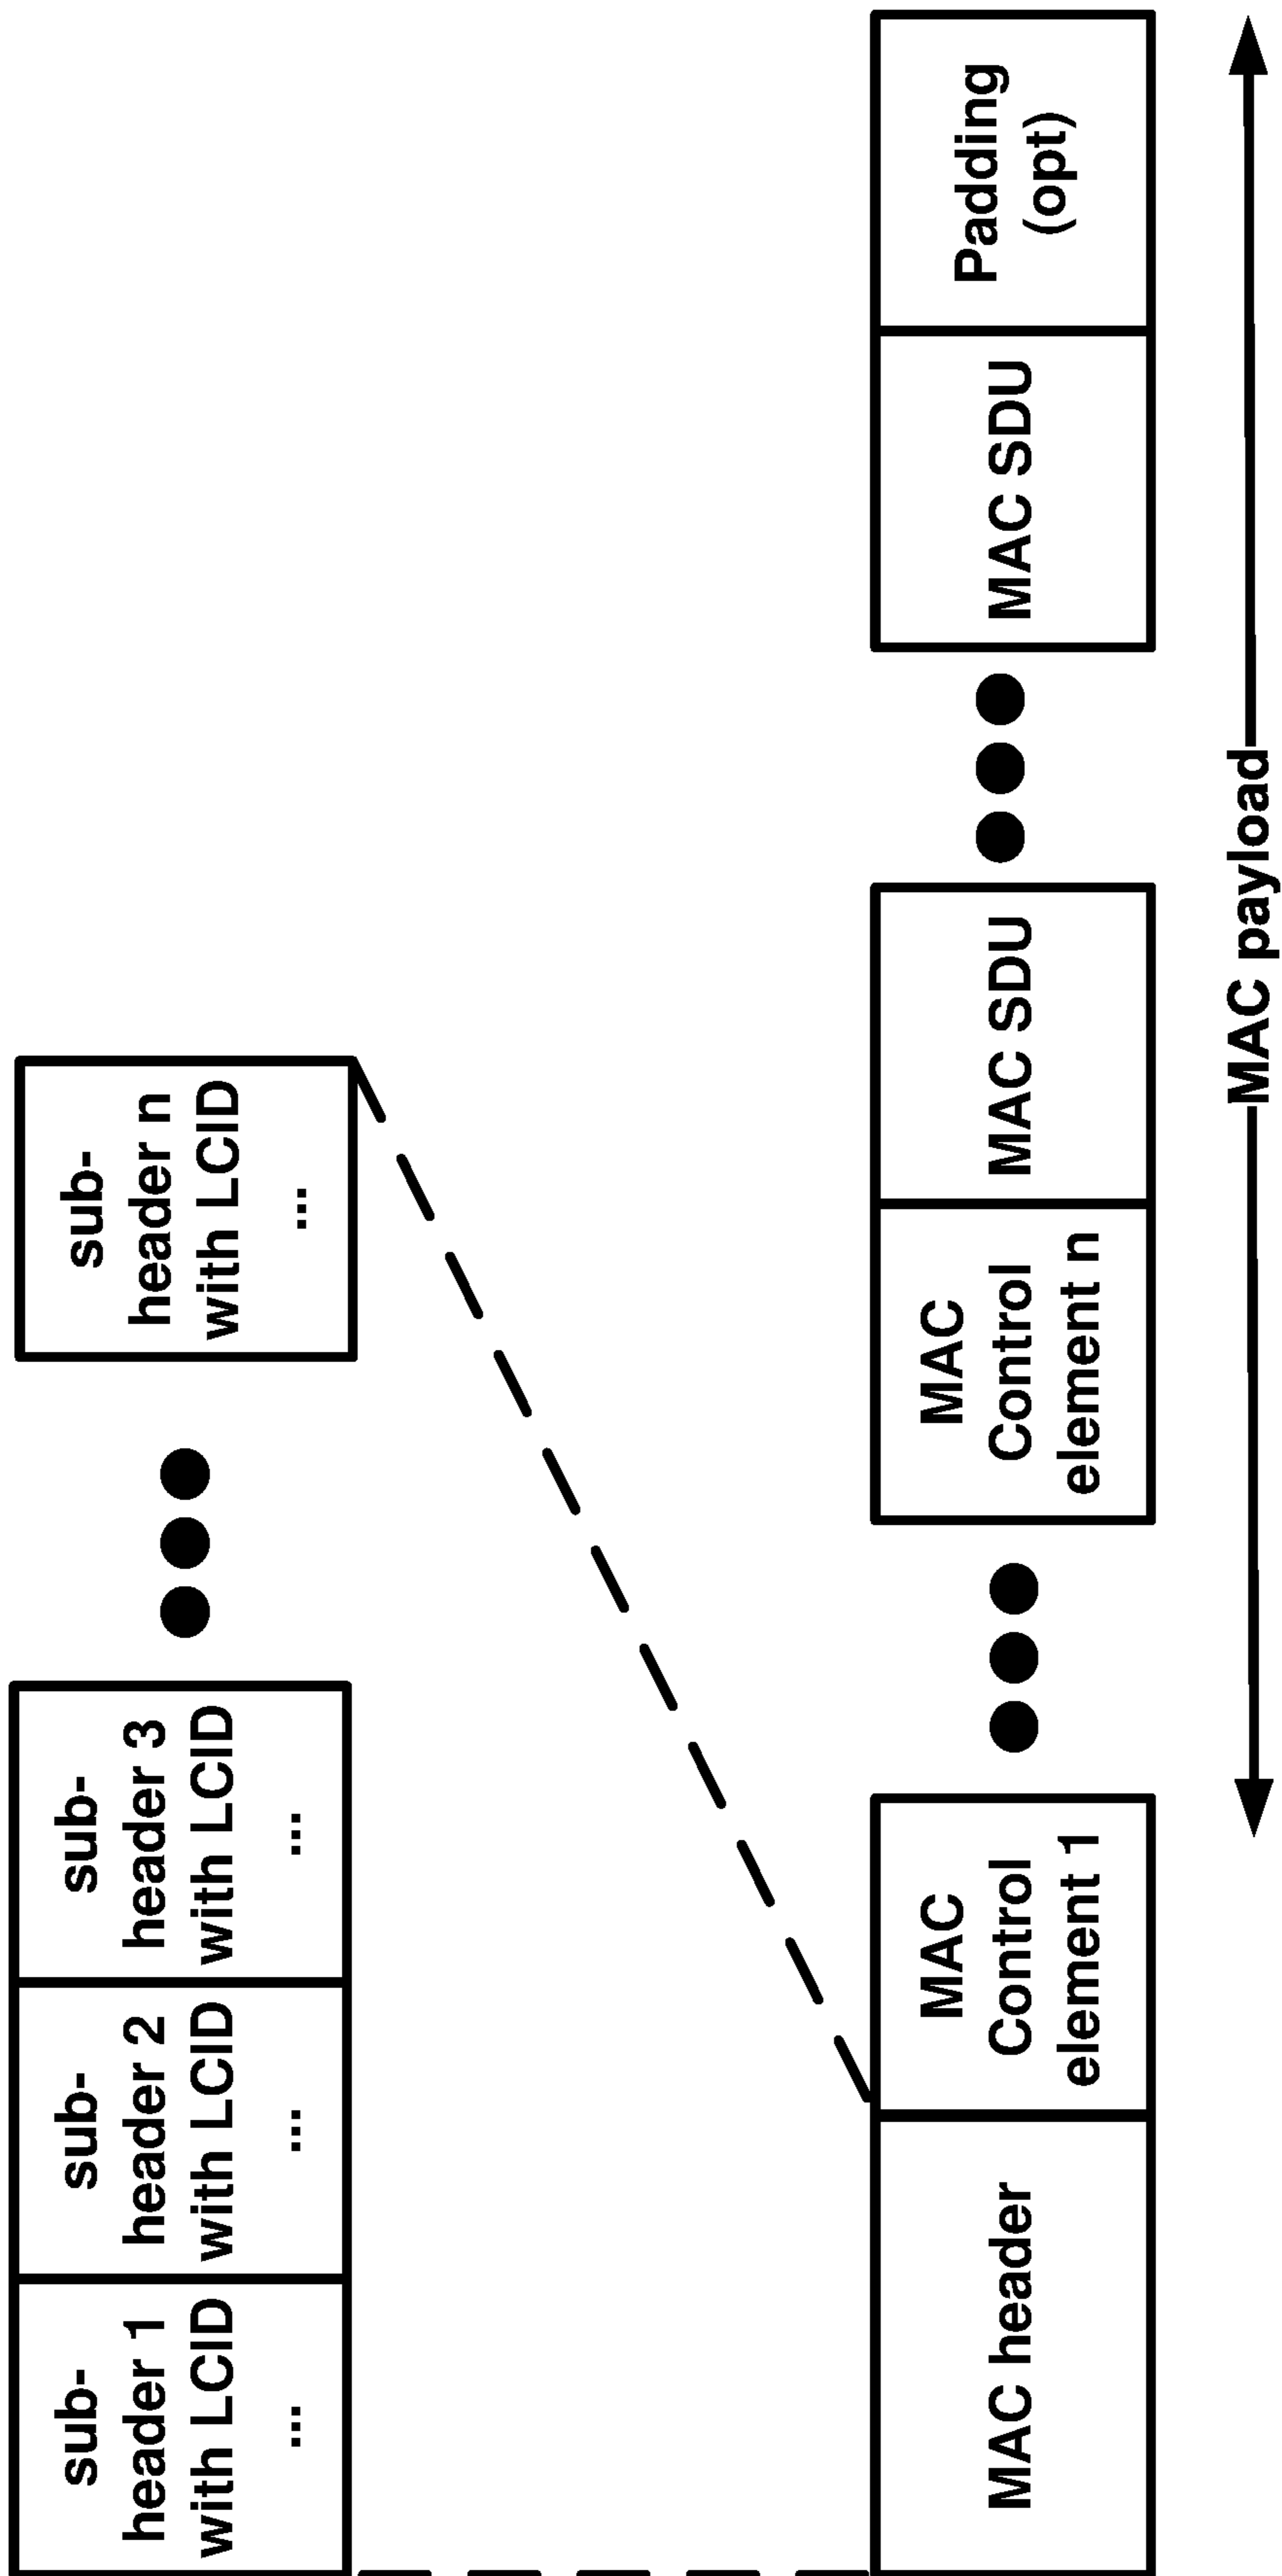 sub-
header 1
with LCID
...
sub-
header 2
with LCID
...
sub-
header 3
with LCID
...
sub-
header n
with LCID
...
MAC header
MAC
Control
element 1
MAC
Control
element n
MAC SDU
MAC SDU
Padding
(opt)
MAC payload